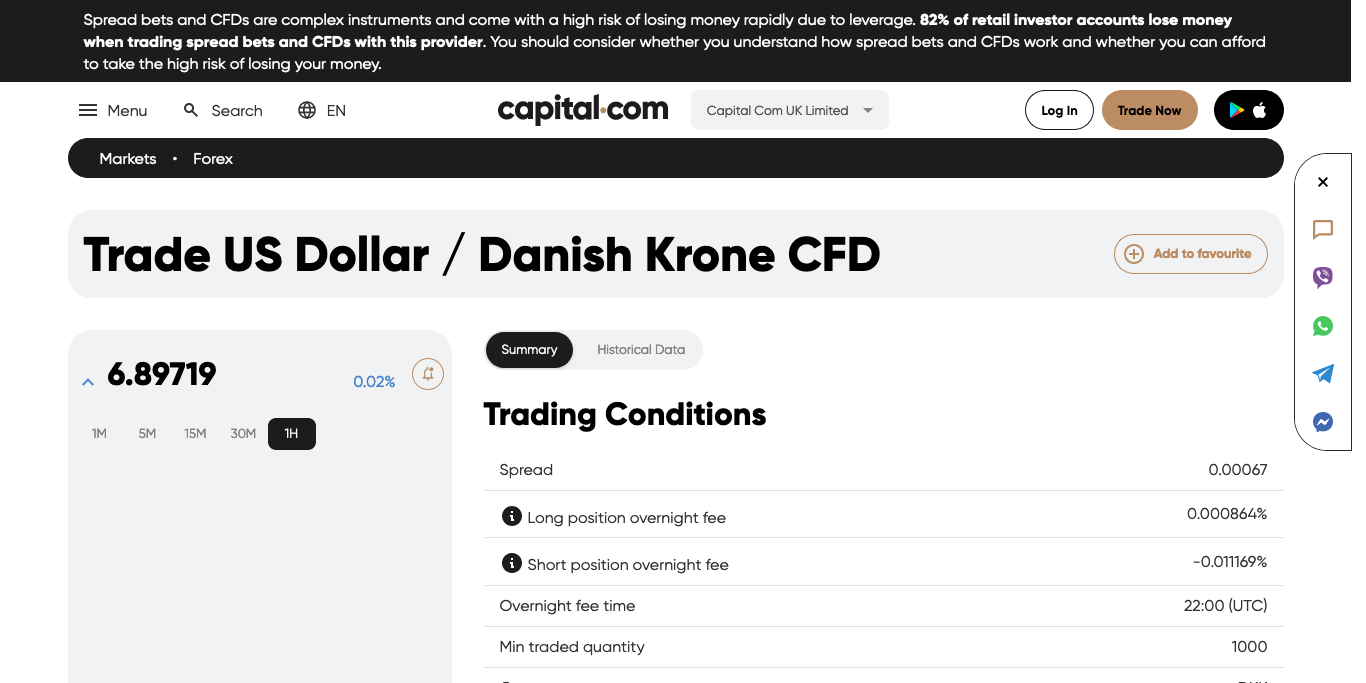 Spread bets and CFDs are complex instruments and come with a high risk of losing money rapidly due to leverage. 82% of retail investor accounts lose money
when trading spread bets and CFDs with this provider. You should consider whether you understand how spread bets and CFDs work and whether you can afford
to take the high risk of losing your money.
Menu Search EN capital.com Capital Com UK Limited Log In Trade Now
Markets • Forex
Trade US Dollar / Danish Krone CFD
Add to favourite
6.89719 0.02%
1M 5M 15M 30M 1H
Summary Historical Data
Trading Conditions
Spread 0.00067
Long position overnight fee 0.000864%
Short position overnight fee -0.011169%
Overnight fee time 22:00 (UTC)
Min traded quantity 1000